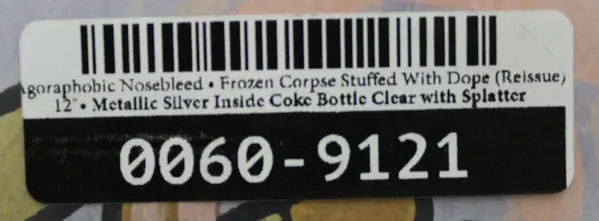 Agoraphobic Nosebleed • Frozen Corpse Stuffed With Dope (Reissue)
12" • Metallic Silver Inside Coke Bottle Clear with Splatter
0060-9121